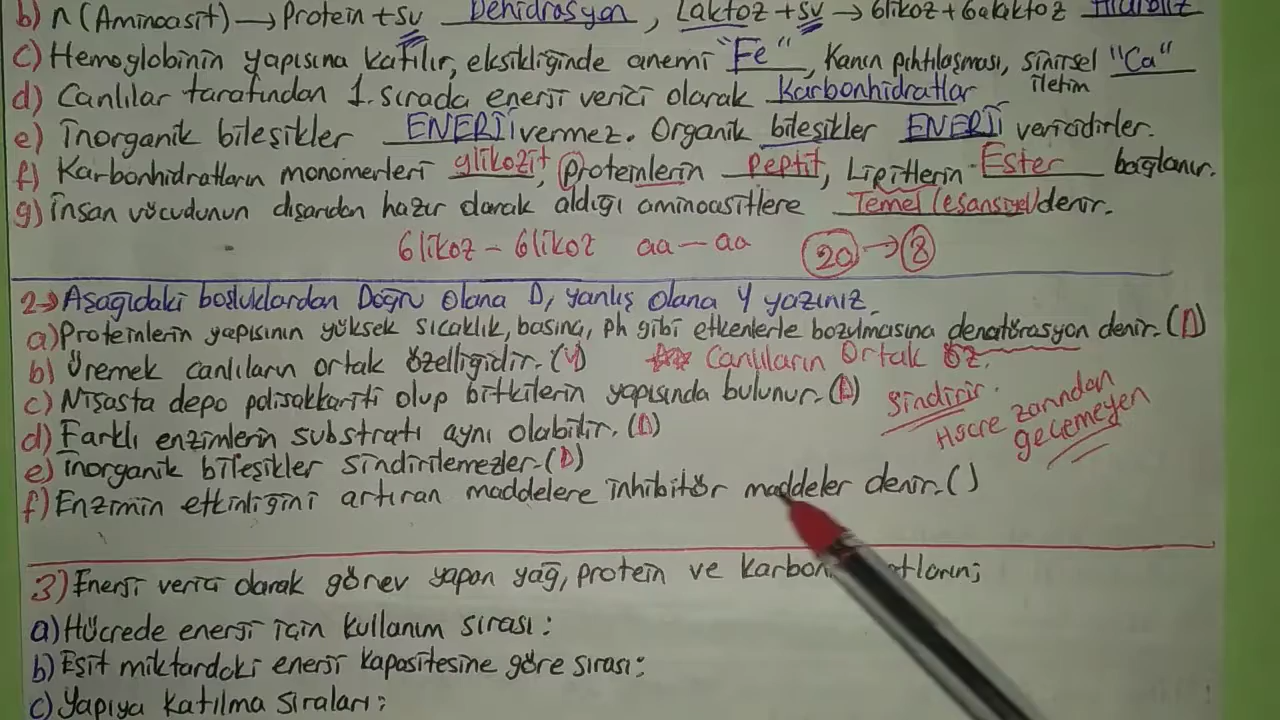 b) n (Aminoasit) → Protein + su Dehidrasyon, Laktoz + su → Glikoz + Galaktoz Hidroliz
c) Hemoglobinin yapısına katılır, eksikliğinde anemi "Fe", Kanın pıhtılaşması, sinirsel iletim "Ca"
d) Canlılar tarafından 1. sırada enerji verici olarak Karbonhidratlar
e) İnorganik bileşikler ENERJİ vermez. Organik bileşikler ENERJİ vericidirler.
f) Karbonhidratların monomerleri glikozit, Proteinlerin peptit, Lipitlerin Ester bağlanır.
g) İnsan vücudunun dışarıdan hazır olarak aldığı aminoasitlere Temel (esansiyel) denir.
Glikoz - Glikoz aa — aa 20 → 8
2→ Aşağıdaki boşluklardan Doğru olana D, yanlış olana Y yazınız.
a) Proteinlerin yapısının yüksek sıcaklık, basınç, ph gibi etkenlerle bozulmasına denatürasyon denir. (D)
b) Üremek canlıların ortak özelliğidir. (Y) Canlıların Ortak öz.
c) Nişasta depo polisakkariti olup bitkilerin yapısında bulunur. (D) Sindirir.
Hücre zarından
geçemeyen
d) Farklı enzimlerin substratı aynı olabilir. (D)
e) İnorganik bileşikler sindirilemezler. (D)
f) Enzimin etkinliğini artıran maddelere inhibitör maddeler denir. ( )
3) Enerji verici olarak görev yapan yağ, protein ve
a) Hücrede enerji için kullanım sırası:
b) Eşit miktardaki enerji kapasitesine göre sırası:
c) Yapıya katılma sıraları: